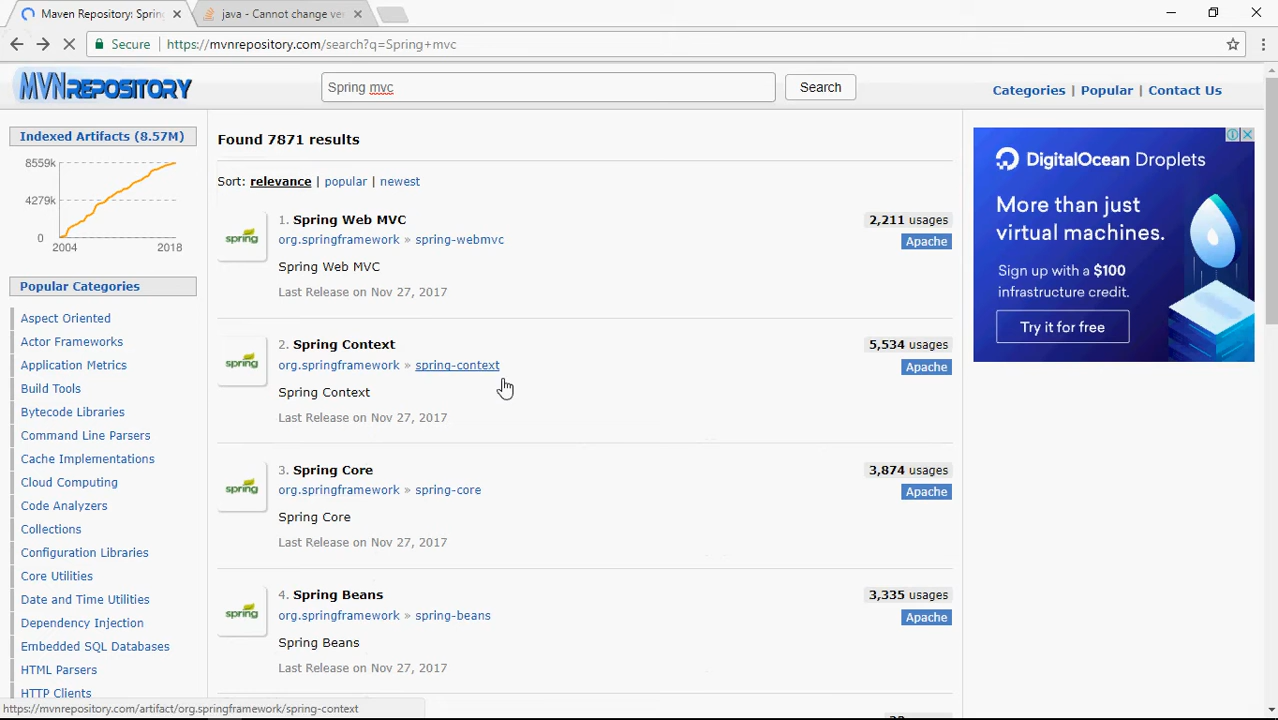 Maven Repository: Sprin
java - Cannot change ver
Secure
https://mvnrepository.com/search?q=Spring+mvc
MVNREPOSITORY
Spring mvc
Search
Categories | Popular | Contact Us
Indexed Artifacts (8.57M)
8559k
4279k
0
2004
2018
Popular Categories
Aspect Oriented
Actor Frameworks
Application Metrics
Build Tools
Bytecode Libraries
Command Line Parsers
Cache Implementations
Cloud Computing
Code Analyzers
Collections
Configuration Libraries
Core Utilities
Date and Time Utilities
Dependency Injection
Embedded SQL Databases
HTML Parsers
HTTP Clients
Found 7871 results
Sort: relevance | popular | newest
spring
1. Spring Web MVC
2,211 usages
org.springframework » spring-webmvc
Apache
Spring Web MVC
Last Release on Nov 27, 2017
spring
2. Spring Context
5,534 usages
org.springframework » spring-context
Apache
Spring Context
Last Release on Nov 27, 2017
spring
3. Spring Core
3,874 usages
org.springframework » spring-core
Apache
Spring Core
Last Release on Nov 27, 2017
spring
4. Spring Beans
3,335 usages
org.springframework » spring-beans
Apache
Spring Beans
Last Release on Nov 27, 2017
DigitalOcean Droplets
More than just
virtual machines.
Sign up with a $100
infrastructure credit.
Try it for free
https://mvnrepository.com/artifact/org.springframework/spring-context